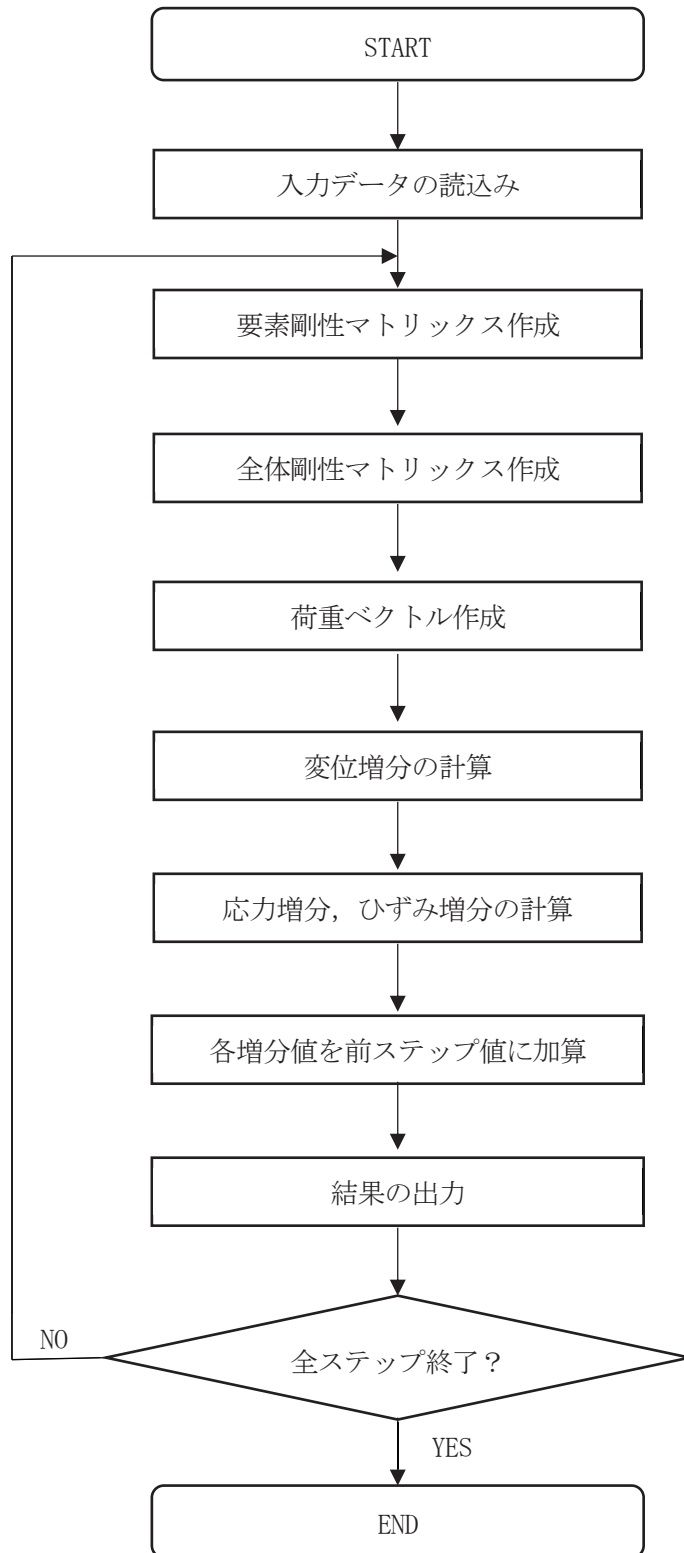 START
入力データの読込み
要素剛性マトリックス作成
全体剛性マトリックス作成
荷重ベクトル作成
変位増分の計算
応力増分，ひずみ増分の計算
各増分値を前ステップ値に加算
結果の出力
NO
全ステップ終了？
YES
END